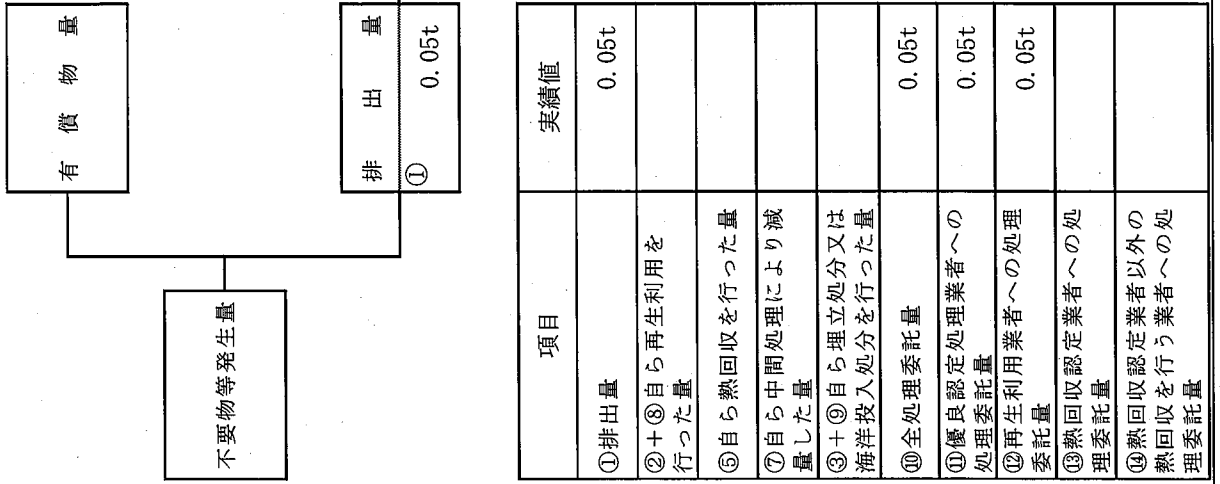 不要物等発生量
有償物量
排出量
① 0.05t
項目 実績値
①排出量 0.05t
②+⑧自ら再生利用を
行った量
⑤自ら熱回収を行った量
⑦自ら中間処理により減
量した量
③+⑨自ら埋立処分又は
海洋投入処分を行った量
⑩全処理委託量 0.05t
⑪優良認定処理業者への
処理委託量 0.05t
⑫再生利用業者への処理
委託量 0.05t
⑬熱回収認定業者への処
理委託量
⑭熱回収認定業者以外の
熱回収を行う業者への処
理委託量